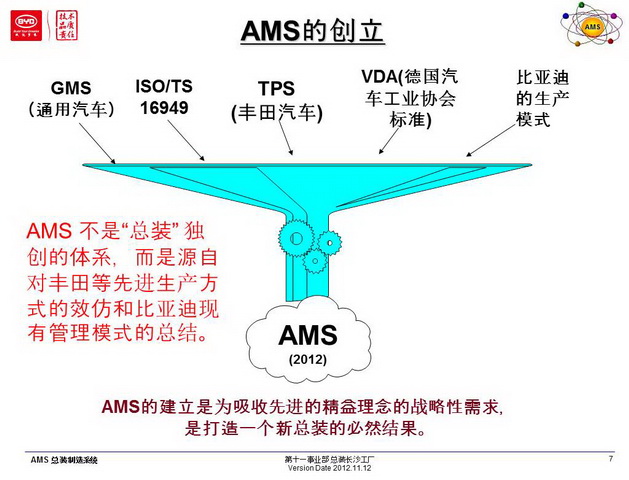 BYD
技术
品质
责任
AMS的创立
AMS
GMS
(通用汽车)
ISO/TS
16949
TPS
(丰田汽车)
VDA(德国汽
车工业协会
标准)
比亚迪
的生产
模式
AMS 不是“总装” 独
创的体系, 而是源自
对丰田等先进生产方
式的效仿和比亚迪现
有管理模式的总结。
AMS
(2012)
AMS的建立是为吸收先进的精益理念的战略性需求,
是打造一个新总装的必然结果。
AMS 总装制造系统
第十一事业部总装长沙工厂
Version Date 2012.11.12
7